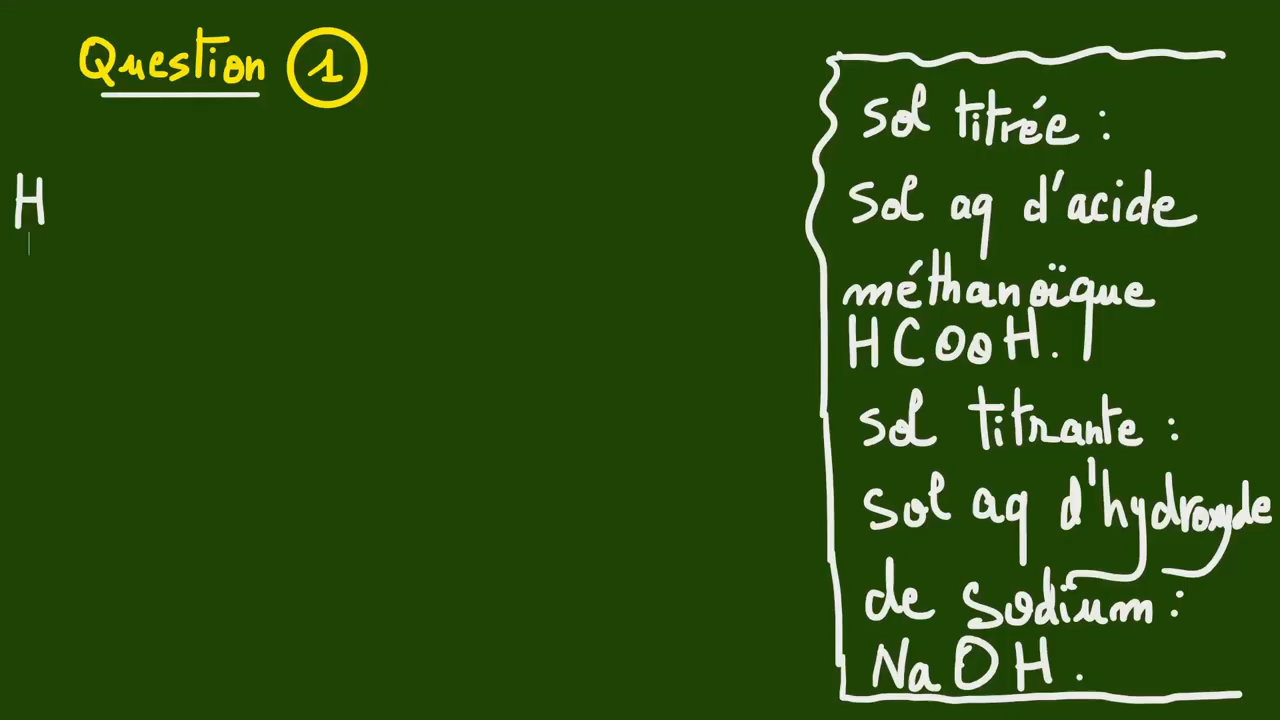 Question 1
H
Sol titrée :
Sol aq d'acide
méthanoïque
HCOOH.
Sol titrante :
Sol aq d'hydroxyde
de sodium :
NaOH.